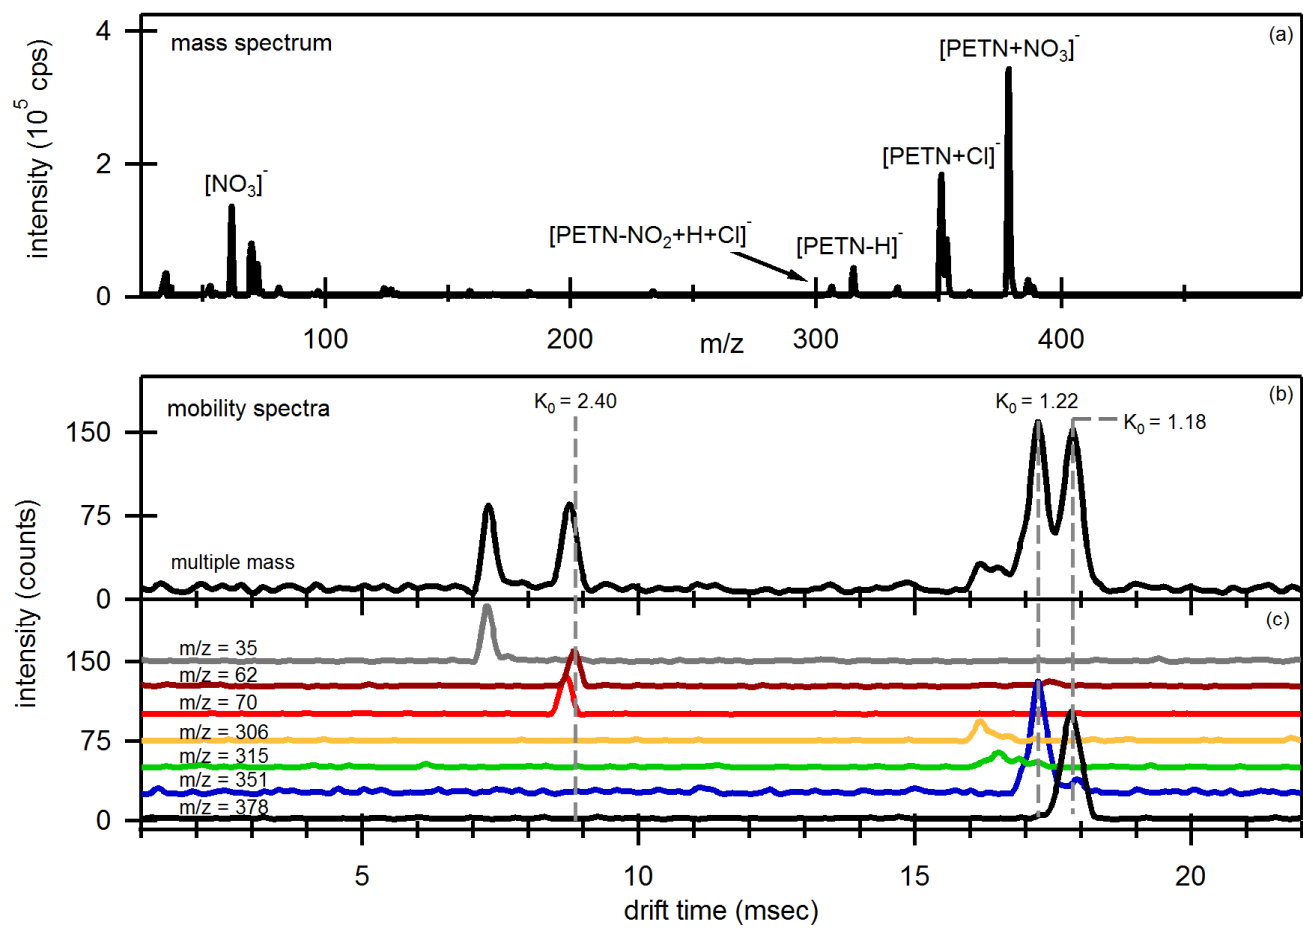 (a)
mass spectrum
[PETN+NO₃]⁻
[PETN+Cl]⁻
[NO₃]⁻
[PETN-NO₂+H+Cl]⁻
[PETN-H]⁻
intensity (10⁵ cps)
4
2
0
100
200
300
400
m/z
(b)
mobility spectra
K₀ = 2.40
K₀ = 1.22
K₀ = 1.18
150
75
0
multiple mass
intensity (counts)
(c)
m/z = 35
150
m/z = 62
m/z = 70
m/z = 306
75
m/z = 315
m/z = 351
m/z = 378
0
5
10
15
20
drift time (msec)